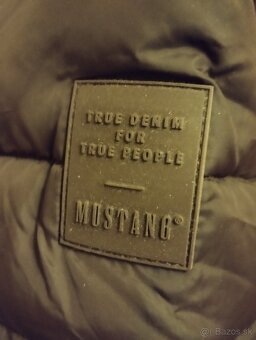 TRUE DENIM
FOR
TRUE PEOPLE
MUSTANG®
Bazos.sk